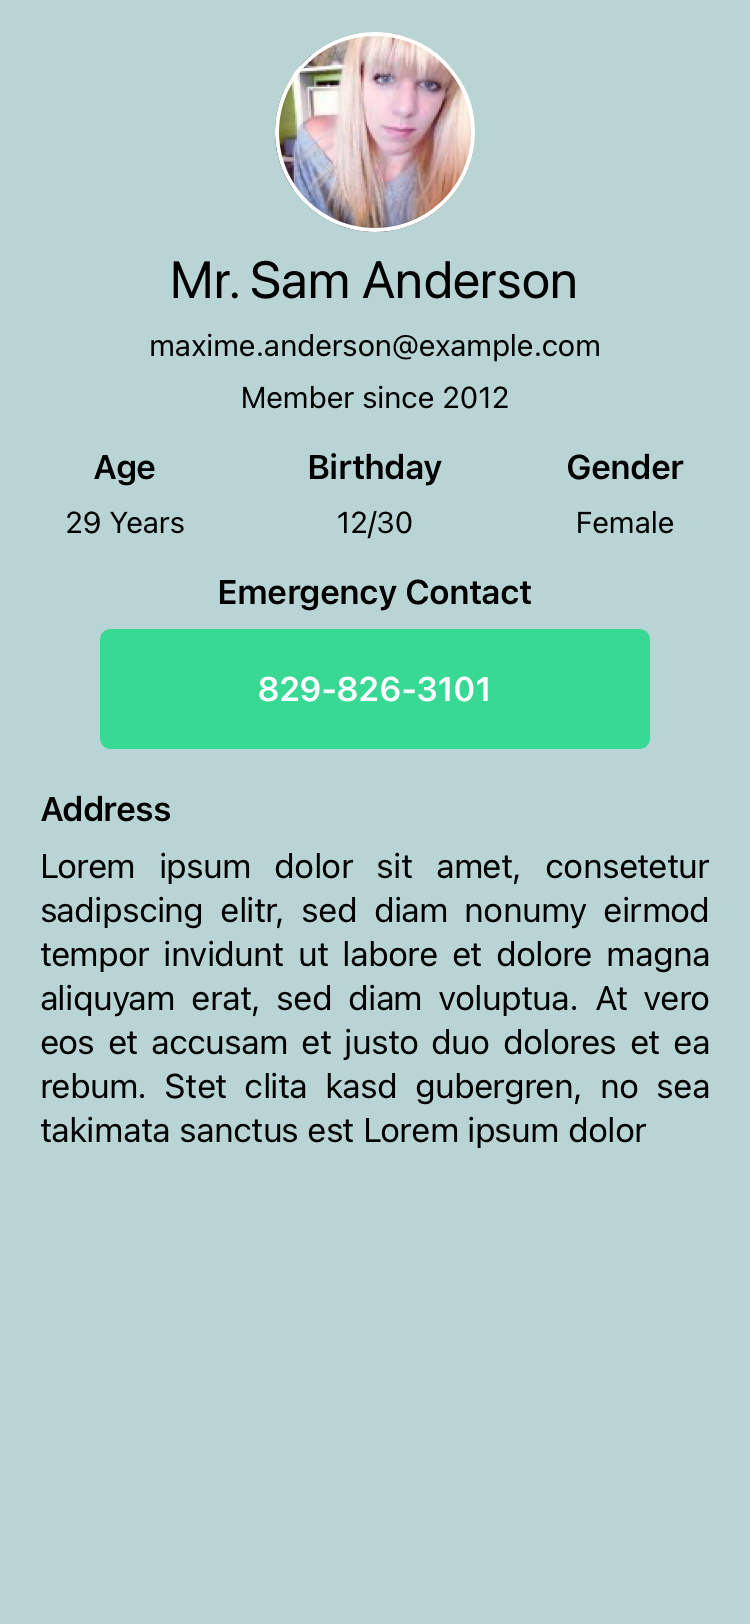 Mr. Sam Anderson
maxime.anderson@example.com
Member since 2012
Age Birthday Gender
29 Years 12/30 Female
Emergency Contact
829-826-3101
Address
Lorem ipsum dolor sit amet, consetetur
sadipscing elitr, sed diam nonumy eirmod
tempor invidunt ut labore et dolore magna
aliquyam erat, sed diam voluptua. At vero
eos et accusam et justo duo dolores et ea
rebum. Stet clita kasd gubergren, no sea
takimata sanctus est Lorem ipsum dolor